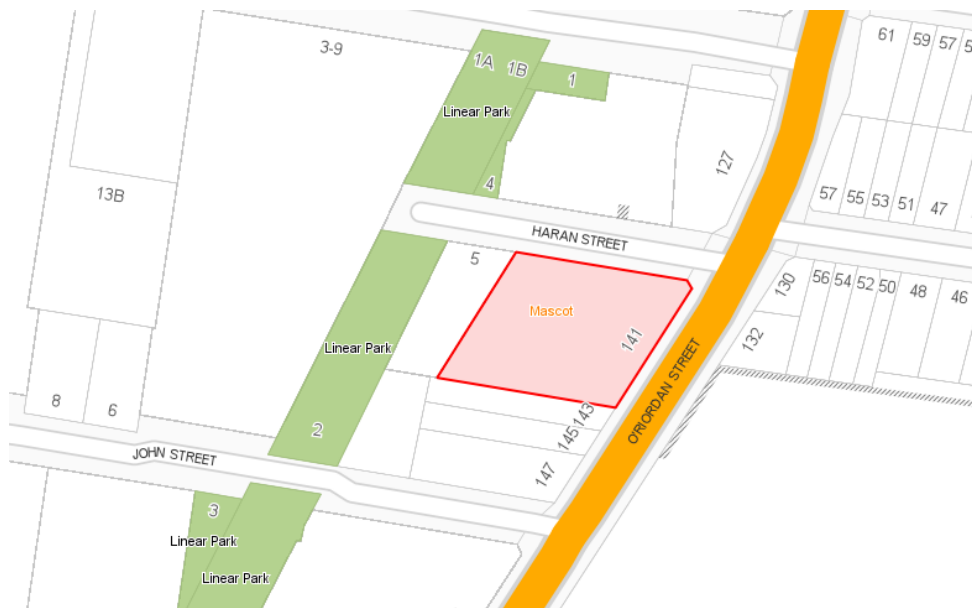 61
59
57
5
3-9
1A
1B
1
Linear Park
127
13B
4
57
55
53
51
47
HARAN STREET
5
130
56
54
52
50
48
46
Mascot
141
132
Linear Park
O'RIORDAN STREET
8
6
2
143
145
147
JOHN STREET
3
Linear Park
Linear Park